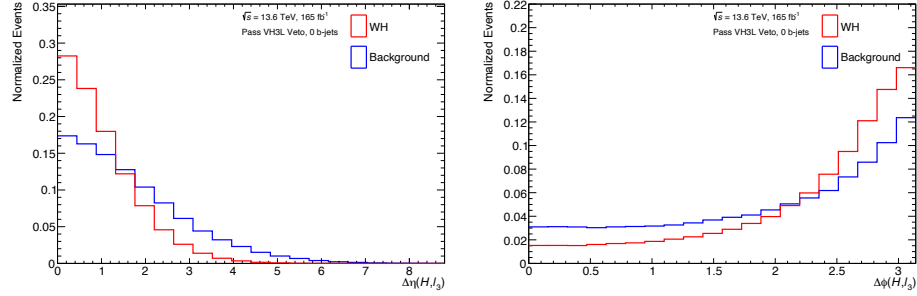 Normalized Events
0.35
0.3
0.25
0.2
0.15
0.1
0.05
0
√s = 13.6 TeV, 165 fb⁻¹
Pass VH3L Veto, 0 b-jets
WH
Background
0 1 2 3 4 5 6 7 8
Δη(H,l₃)
Normalized Events
0.22
0.2
0.18
0.16
0.14
0.12
0.1
0.08
0.06
0.04
0.02
√s = 13.6 TeV, 165 fb⁻¹
Pass VH3L Veto, 0 b-jets
WH
Background
0 0.5 1 1.5 2 2.5 3
Δϕ(H,l₃)